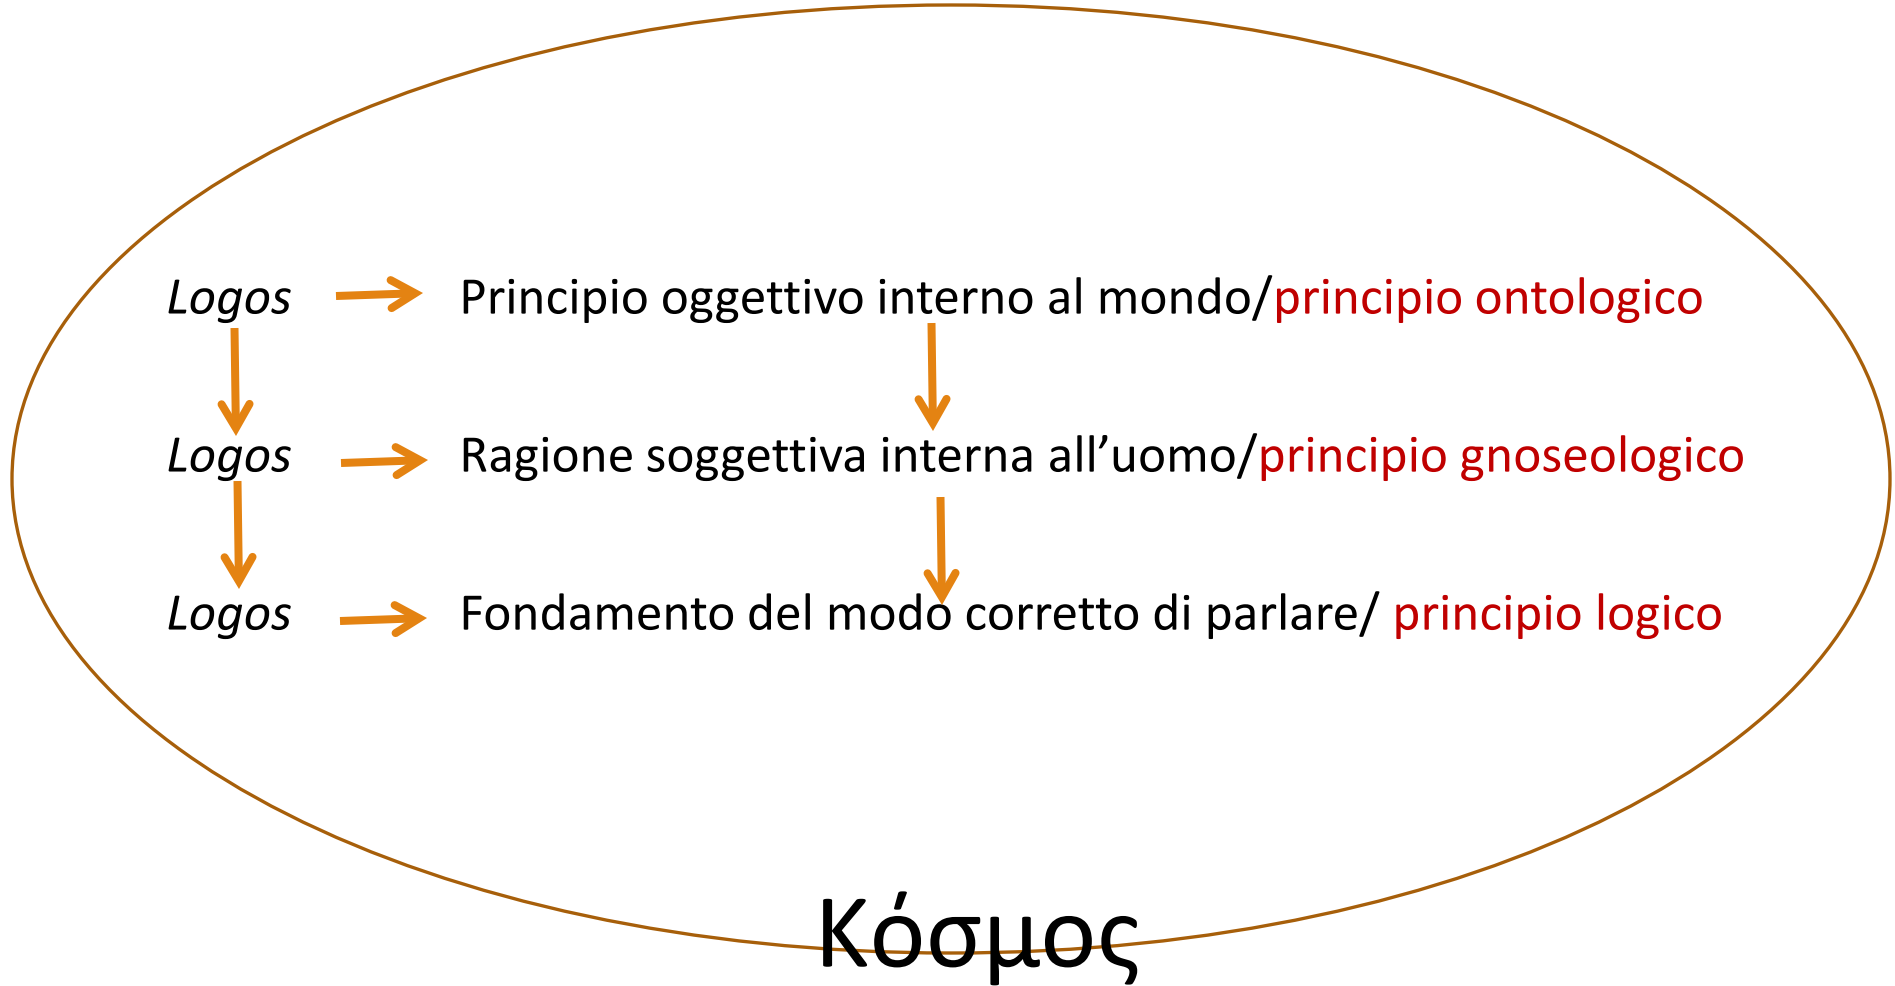 Logos Principio oggettivo interno al mondo/principio ontologico
Logos Ragione soggettiva interna all’uomo/principio gnoseologico
Logos Fondamento del modo corretto di parlare/ principio logico
Κόσμος